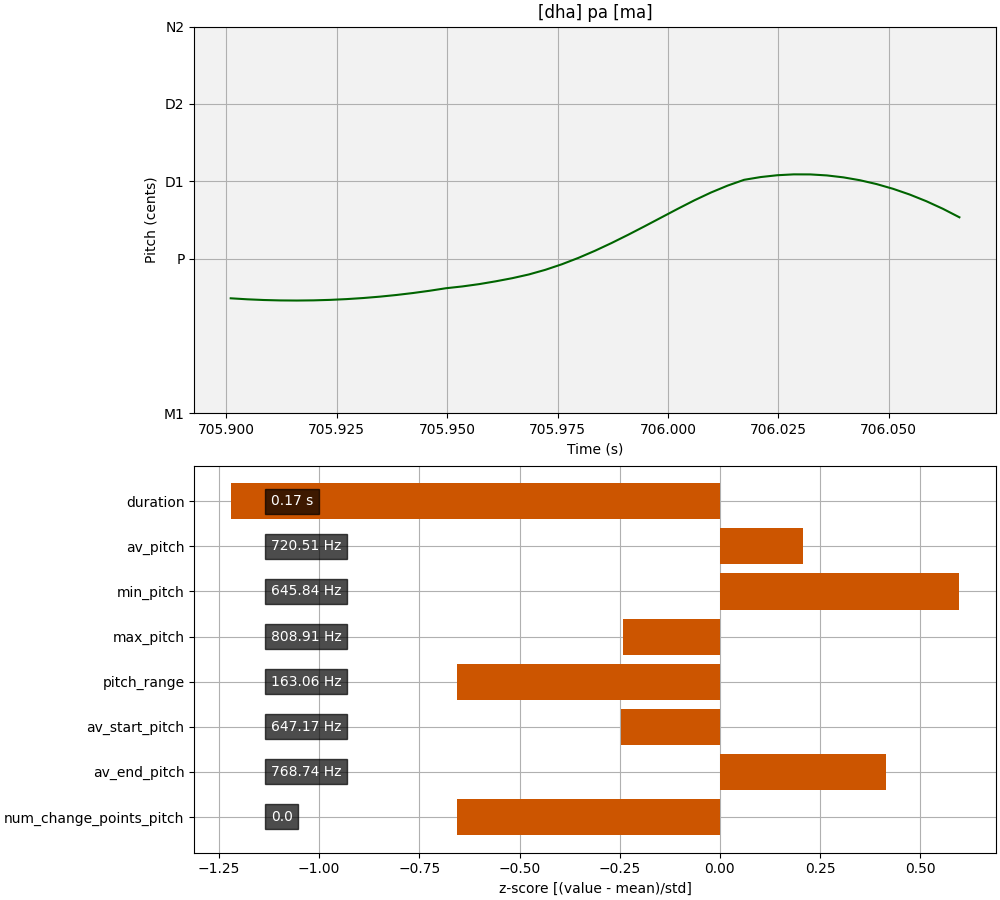 [dha] pa [ma]
N2
D2
D1
P
M1
Pitch (cents)
705.900 705.925 705.950 705.975 706.000 706.025 706.050
Time (s)
duration 0.17 s
av_pitch 720.51 Hz
min_pitch 645.84 Hz
max_pitch 808.91 Hz
pitch_range 163.06 Hz
av_start_pitch 647.17 Hz
av_end_pitch 768.74 Hz
num_change_points_pitch 0.0
−1.25 −1.00 −0.75 −0.50 −0.25 0.00 0.25 0.50
z-score [(value - mean)/std]